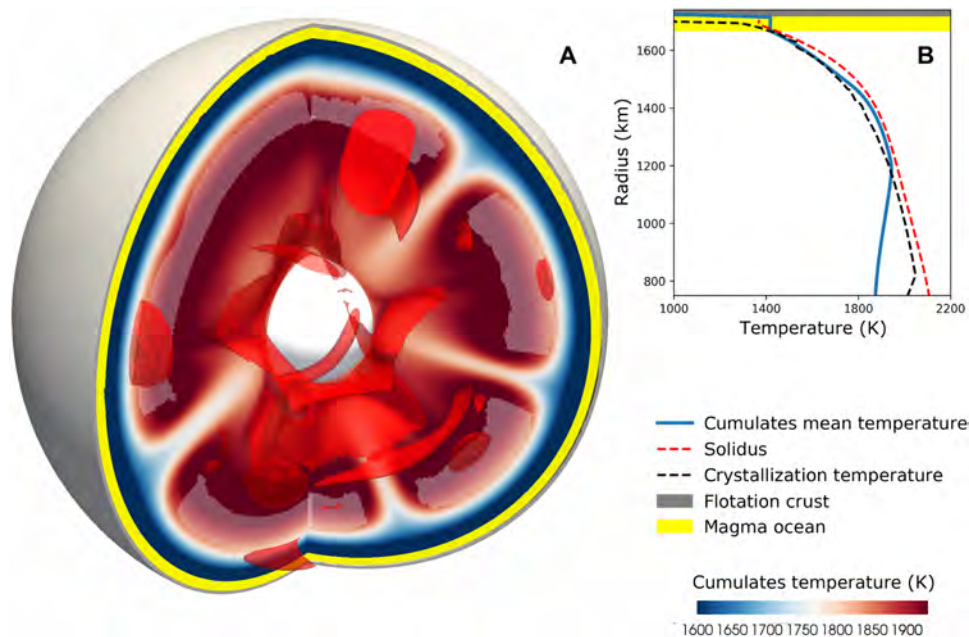 A
B
1600
1400
1200
1000
800
Radius (km)
1000 1400 1800 2200
Temperature (K)
Cumulates mean temperature
Solidus
Crystallization temperature
Flotation crust
Magma ocean
Cumulates temperature (K)
1600 1650 1700 1750 1800 1850 1900